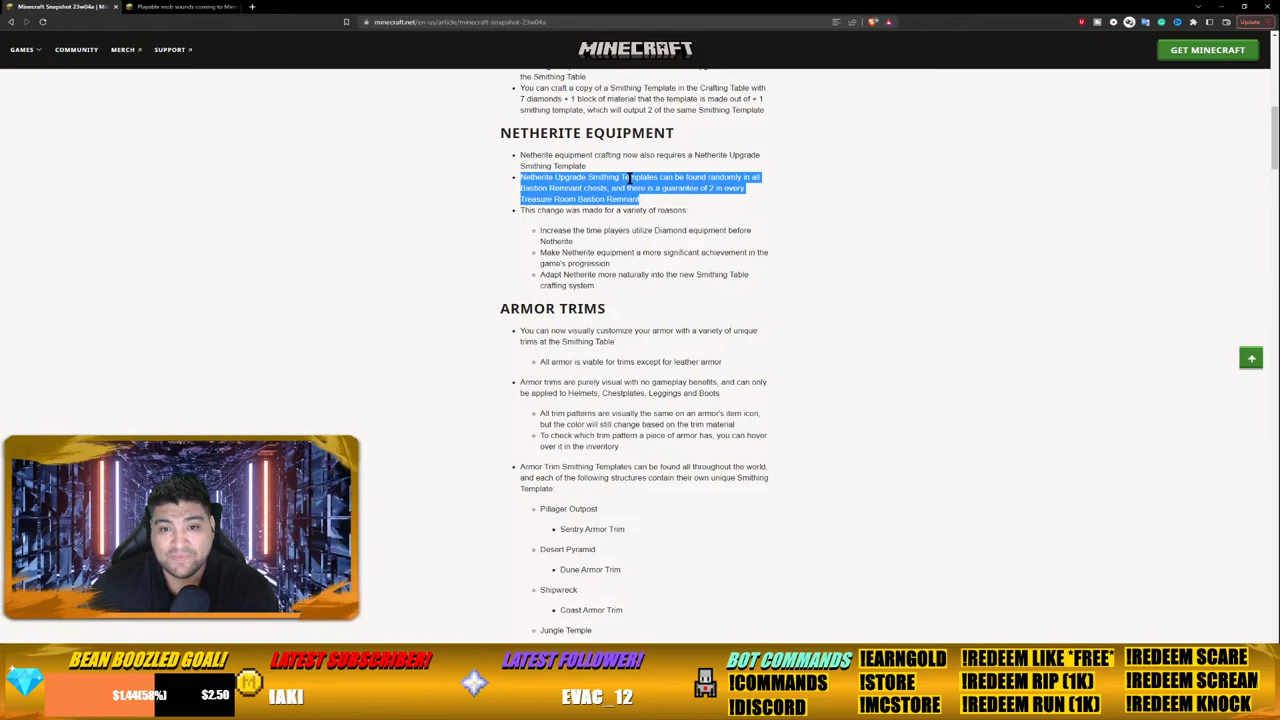 Minecraft Snapshot 23w04a
Playable mob sounds coming to Min
minecraft.net/en-us/article/minecraft-snapshot-23w04a
Update
GAMES
COMMUNITY
MERCH
SUPPORT
MINECRAFT
GET MINECRAFT
the Smithing Table
You can craft a copy of a Smithing Template in the Crafting Table with
7 diamonds + 1 block of material that the template is made out of + 1
smithing template, which will output 2 of the same Smithing Template
NETHERITE EQUIPMENT
Netherite equipment crafting now also requires a Netherite Upgrade
Smithing Template
Netherite Upgrade Smithing Templates can be found randomly in all
Bastion Remnant chests, and there is a guarantee of 2 in every
Treasure Room Bastion Remnant
This change was made for a variety of reasons:
Increase the time players utilize Diamond equipment before
Netherite
Make Netherite equipment a more significant achievement in the
game's progression
Adapt Netherite more naturally into the new Smithing Table
crafting system
ARMOR TRIMS
You can now visually customize your armor with a variety of unique
trims at the Smithing Table
All armor is viable for trims except for leather armor
Armor trims are purely visual with no gameplay benefits, and can only
be applied to Helmets, Chestplates, Leggings and Boots
All trim patterns are visually the same on an armor's item icon,
but the color will still change based on the trim material
To check which trim pattern a piece of armor has, you can hover
over it in the inventory
Armor Trim Smithing Templates can be found all throughout the world,
and each of the following structures contain their own unique Smithing
Template:
Pillager Outpost
Sentry Armor Trim
Desert Pyramid
Dune Armor Trim
Shipwreck
Coast Armor Trim
Jungle Temple
BEAN BOOZLED GOAL!
$1.44(58%)
$2.50
LATEST SUBSCRIBER!
IAKI
LATEST FOLLOWER!
EVAC_12
BOT COMMANDS
!COMMANDS
!DISCORD
!EARNGOLD
!STORE
!MCSTORE
!REDEEM LIKE *FREE*
!REDEEM RIP (1K)
!REDEEM RUN (1K)
!REDEEM SCARE
!REDEEM SCREAM
!REDEEM KNOCK